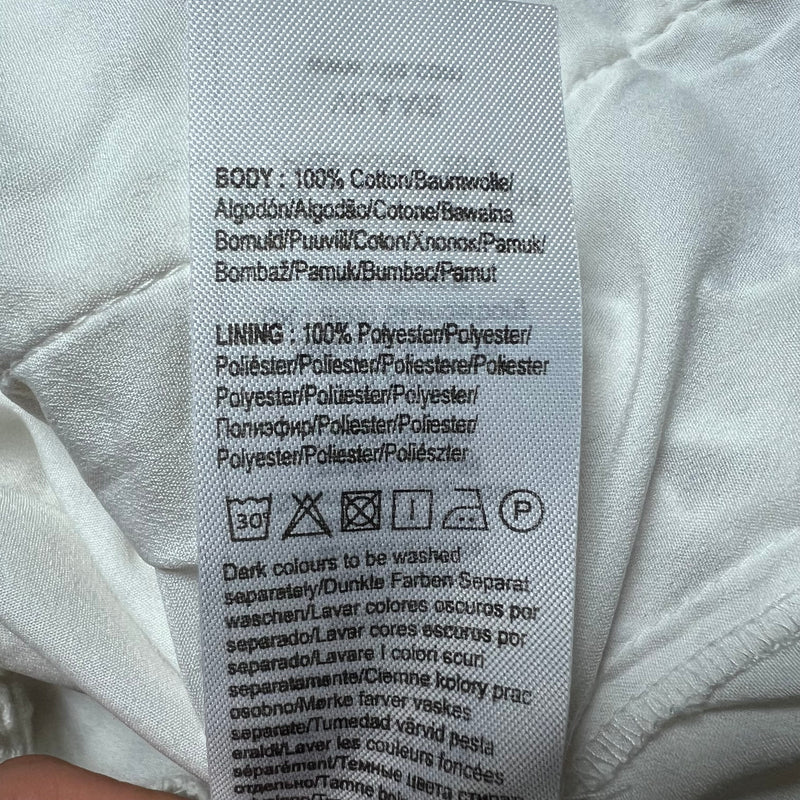 BODY : 100% Cotton/Baumwolle/
Algodón/Algodão/Cotone/Bawełna
Bomuld/Puuvill/Coton/Хлопок/Pamuk/
Bombaž/Pamuk/Bumbac/Pamut
LINING : 100% Polyester/Polyester/
Poliéster/Poliester/Poliestere/Poliester
Polyester/Polüester/Polyester/
Полиэфир/Poliester/Poliester/
Polyester/Poliester/Poliészter
30° P
Dark colours to be washed
separately/Dunkle Farben Separat
waschen/Lavar colores oscuros por
separado/Lavar cores escuros por
separado/Lavare I colori scuri
separatamente/Ciemne kolory prac
osobno/Mørke farver vaskes
separate/Tumedad värvid pesta
eraldi/Laver les couleurs foncées
séparément/Темные цвета стирать
отдельно/Tamne